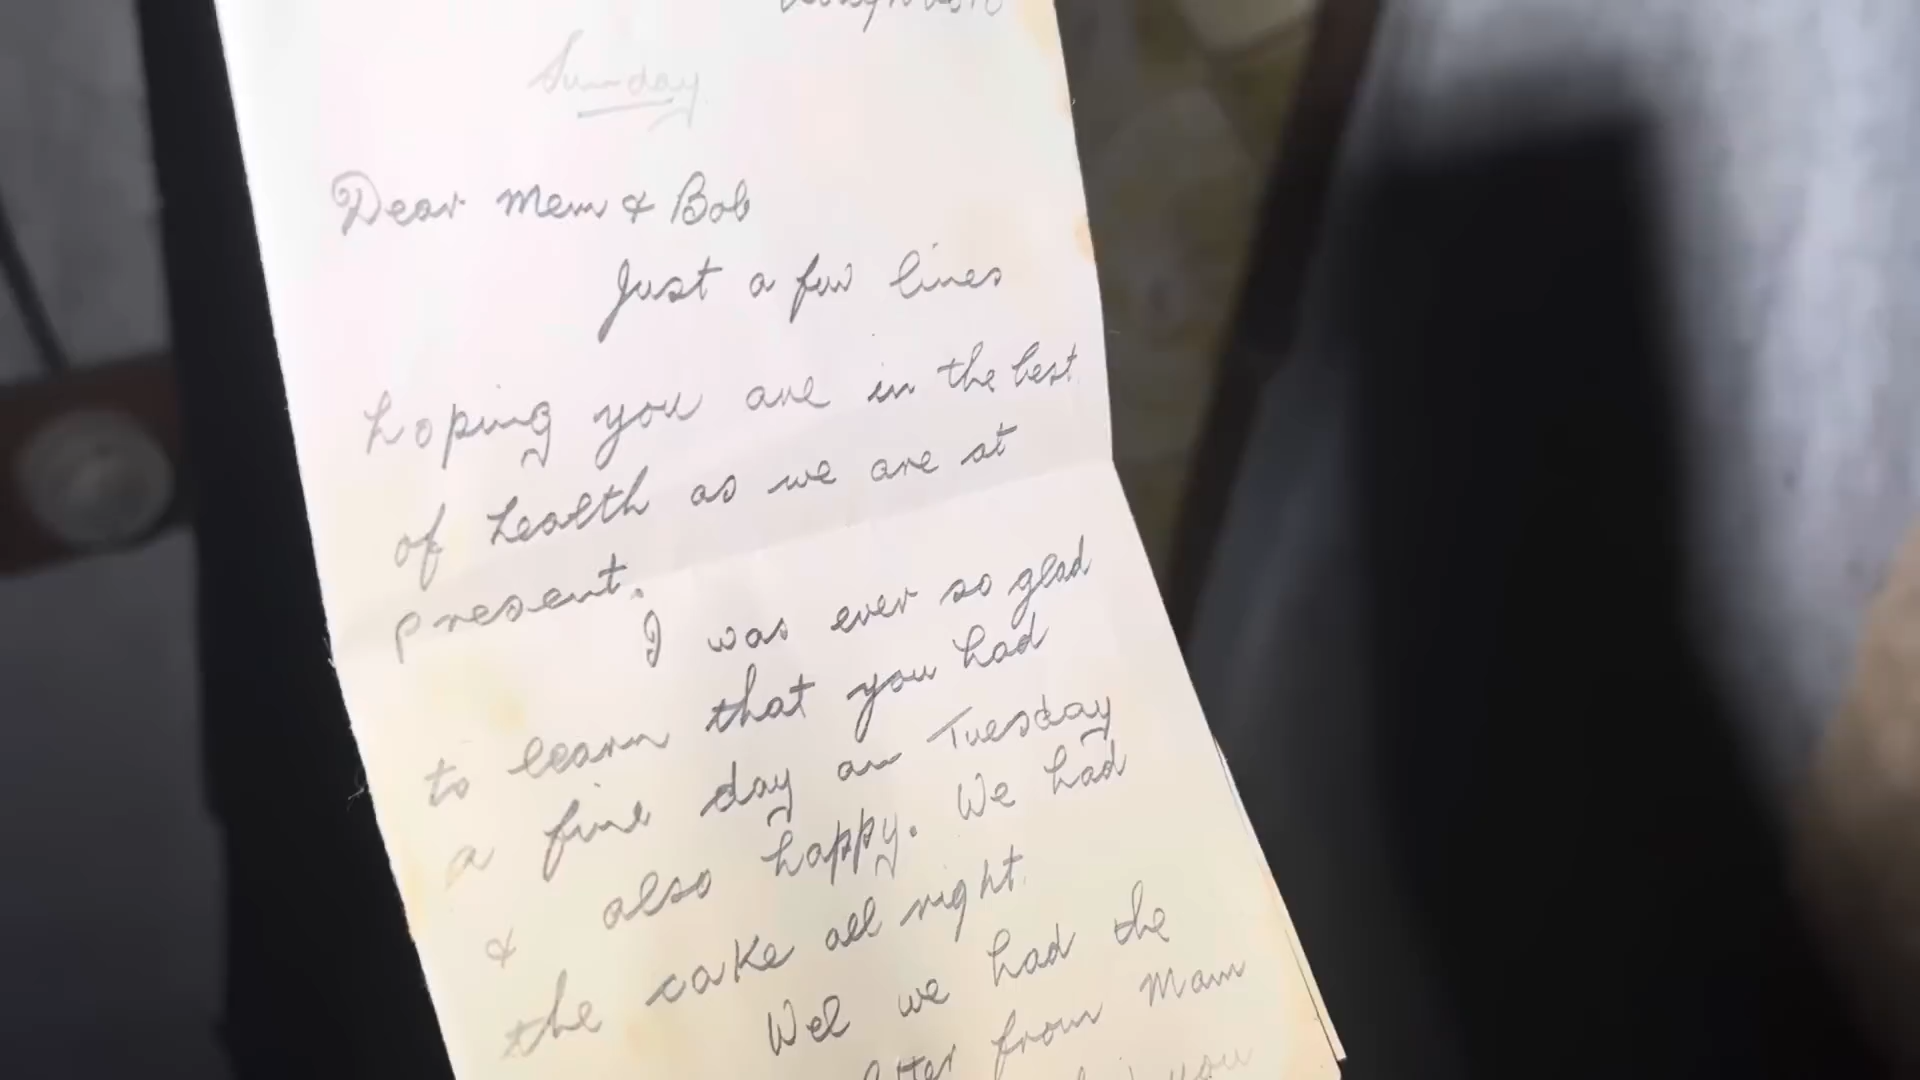 Sunday
Dear Mem & Bob
Just a few lines
hoping you are in the best
of health as we are at
present.
I was ever so glad
to learn that you had
a fine day on Tuesday
& also happy. We had
the cake all right.
Wel we had the
from Mam
you